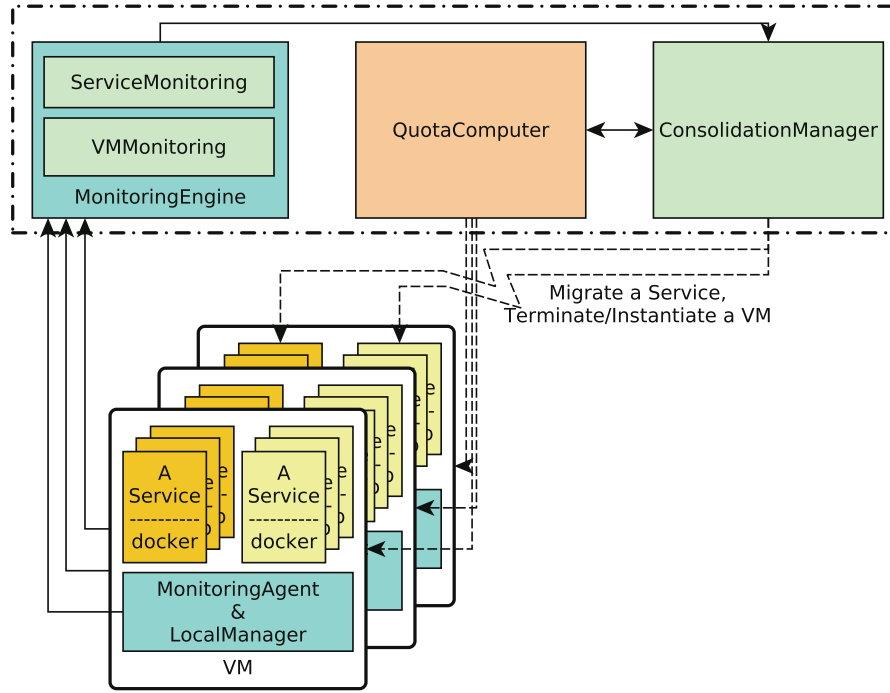 ServiceMonitoring
VMMonitoring
MonitoringEngine
QuotaComputer
ConsolidationManager
Migrate a Service,
Terminate/Instantiate a VM
A
Service
docker
A
Service
docker
MonitoringAgent
&
LocalManager
VM